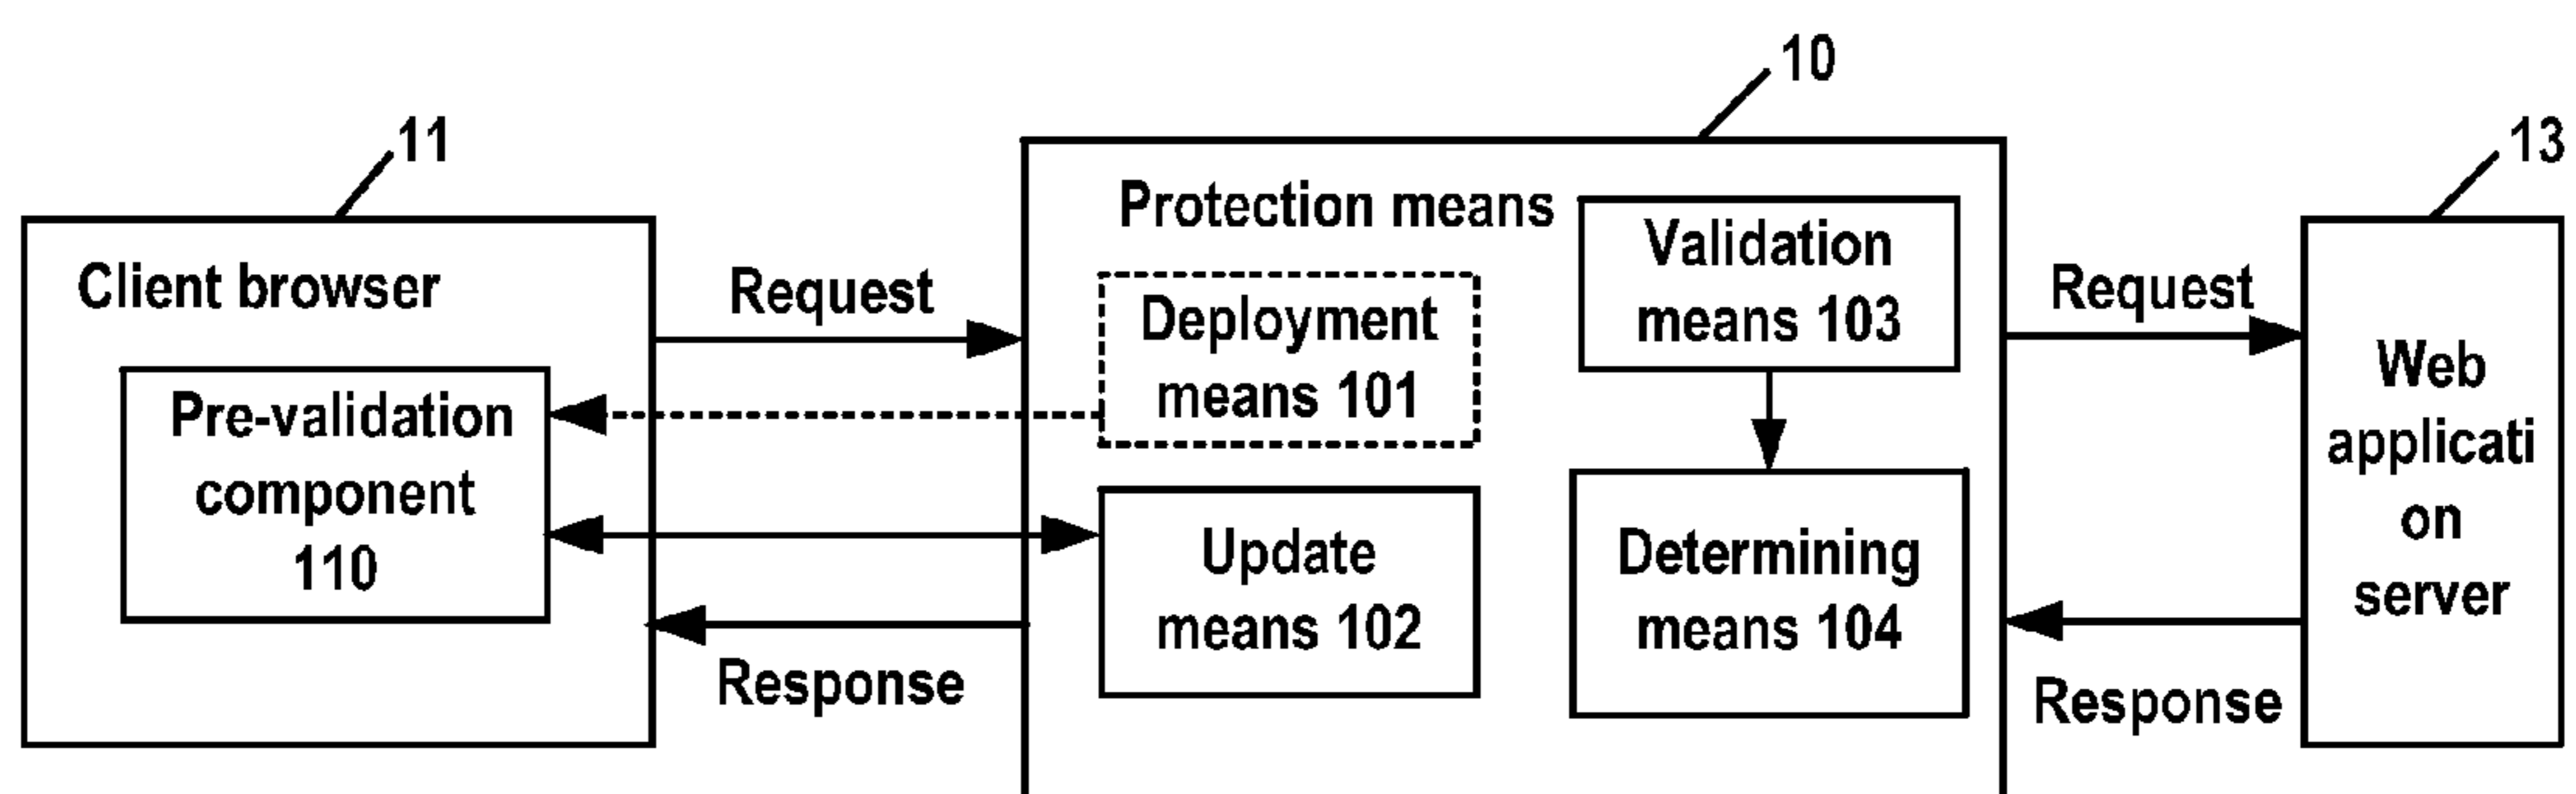 10
11
13
Protection means
Client browser
Request
Pre-validation
component
110
Deployment
means 101
Validation
means 103
Update
means 102
Determining
means 104
Response
Request
Web
applicati
on
server
Response